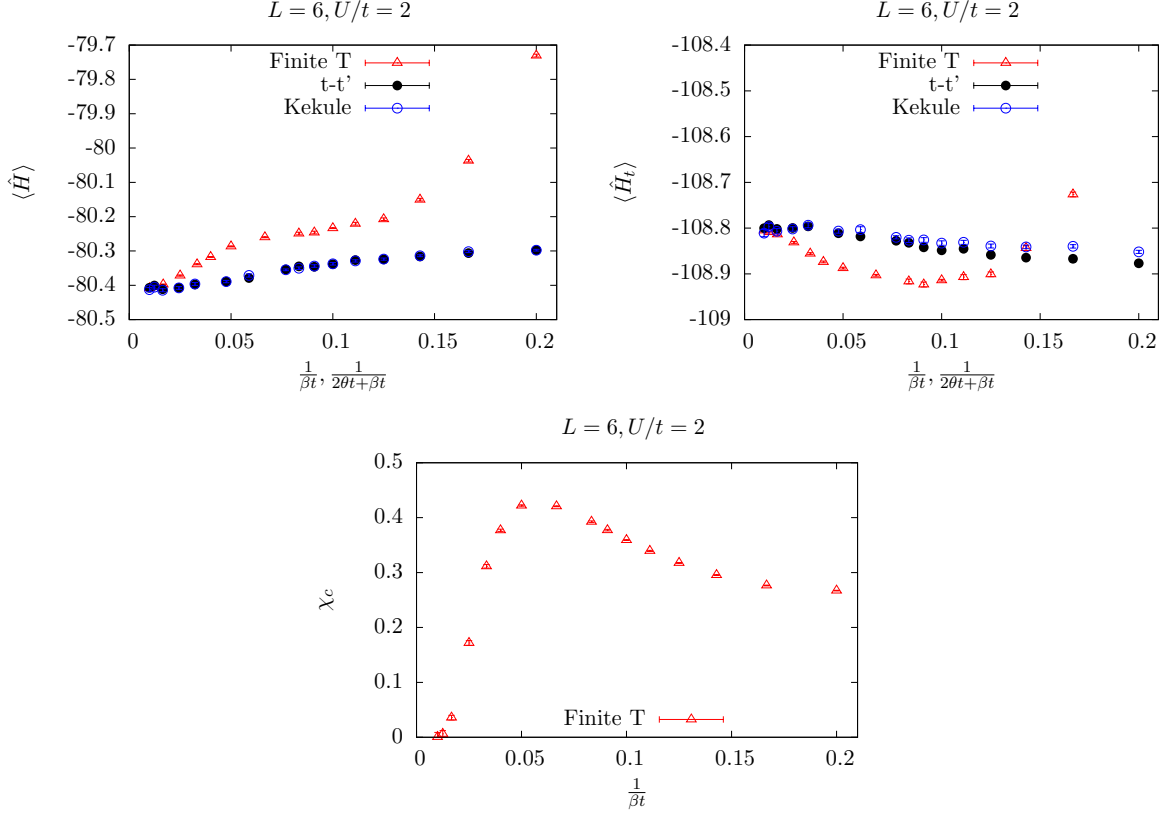 L = 6, U/t = 2
-79.7
-79.8
-79.9
-80
-80.1
-80.2
-80.3
-80.4
-80.5
⟨Ĥ⟩
Finite T
t-t'
Kekule
0 0.05 0.1 0.15 0.2
1/βt, 1/(2θt+βt)
L = 6, U/t = 2
-108.4
-108.5
-108.6
-108.7
-108.8
-108.9
-109
⟨Ĥ_t⟩
Finite T
t-t'
Kekule
0 0.05 0.1 0.15 0.2
1/βt, 1/(2θt+βt)
L = 6, U/t = 2
0.5
0.4
0.3
0.2
0.1
0
χ_c
Finite T
0 0.05 0.1 0.15 0.2
1/βt